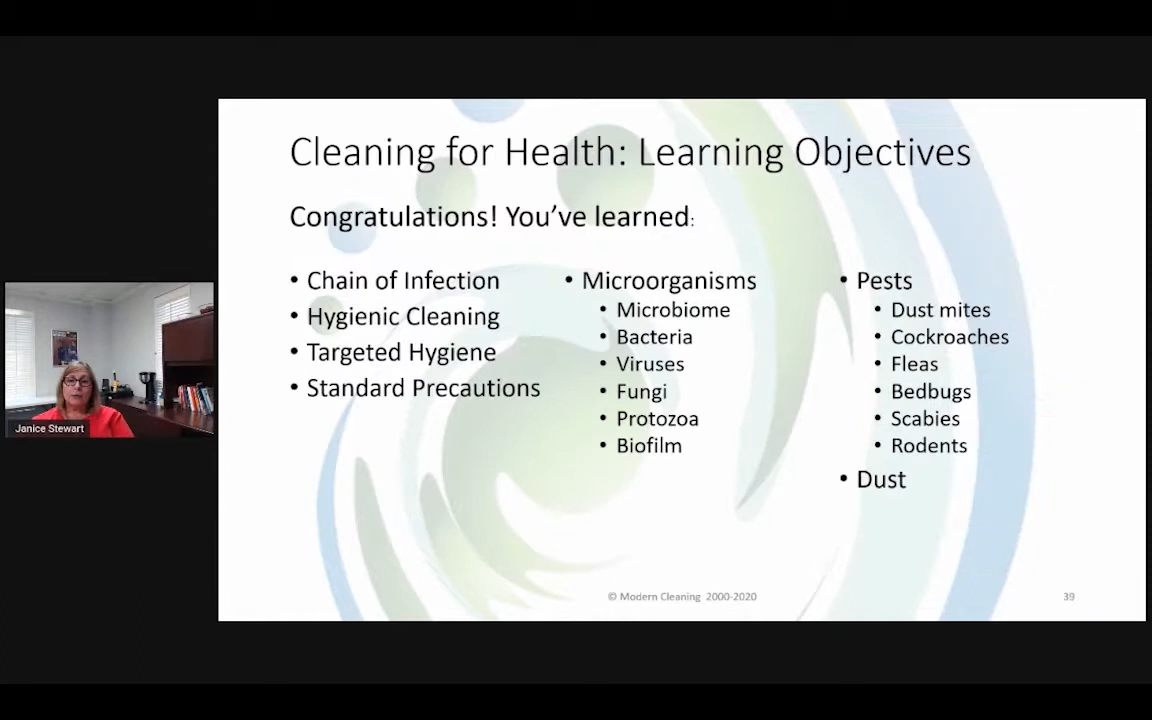 Cleaning for Health: Learning Objectives
Congratulations! You've learned:
• Chain of Infection
• Hygienic Cleaning
• Targeted Hygiene
• Standard Precautions
• Microorganisms
• Microbiome
• Bacteria
• Viruses
• Fungi
• Protozoa
• Biofilm
• Pests
• Dust mites
• Cockroaches
• Fleas
• Bedbugs
• Scabies
• Rodents
• Dust
Janice Stewart
© Modern Cleaning 2000-2020
39